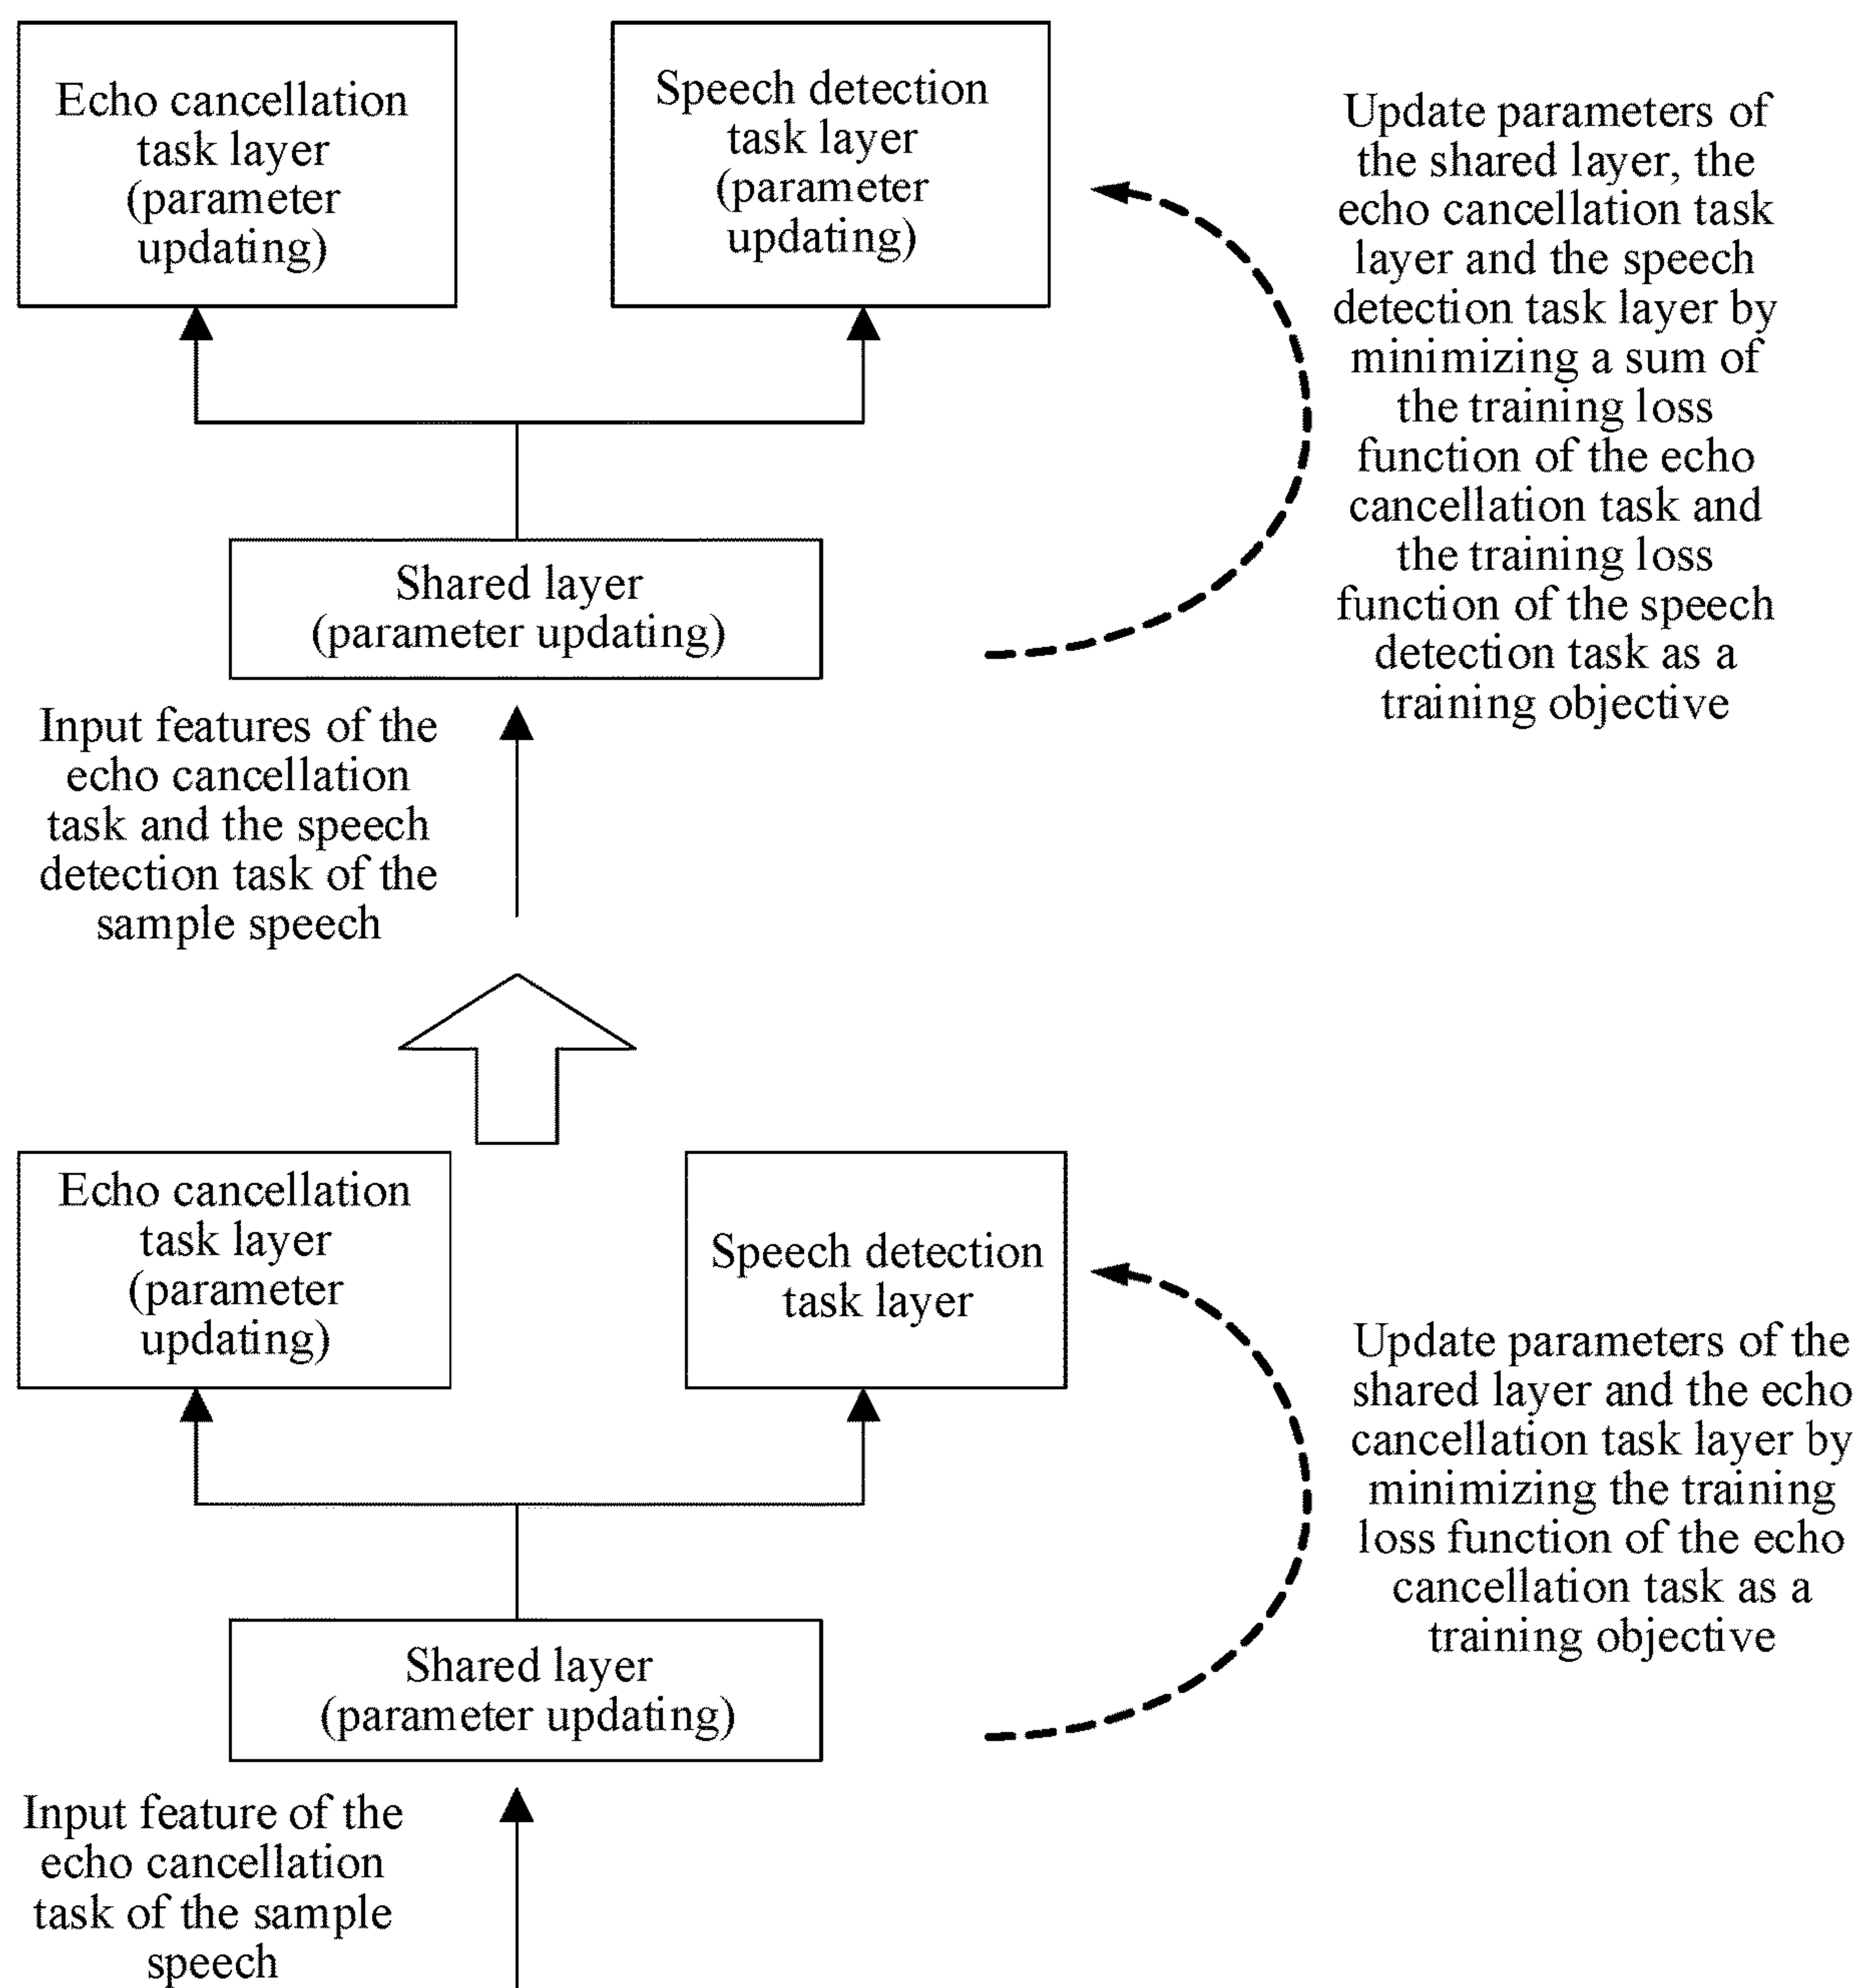 Echo cancellation
task layer
(parameter
updating)
Speech detection
task layer
(parameter
updating)
Update parameters of
the shared layer, the
echo cancellation task
layer and the speech
detection task layer by
minimizing a sum of
the training loss
function of the echo
cancellation task and
the training loss
function of the speech
detection task as a
training objective
Shared layer
(parameter updating)
Input features of the
echo cancellation
task and the speech
detection task of the
sample speech
Echo cancellation
task layer
(parameter
updating)
Speech detection
task layer
Update parameters of the
shared layer and the echo
cancellation task layer by
minimizing the training
loss function of the echo
cancellation task as a
training objective
Shared layer
(parameter updating)
Input feature of the
echo cancellation
task of the sample
speech